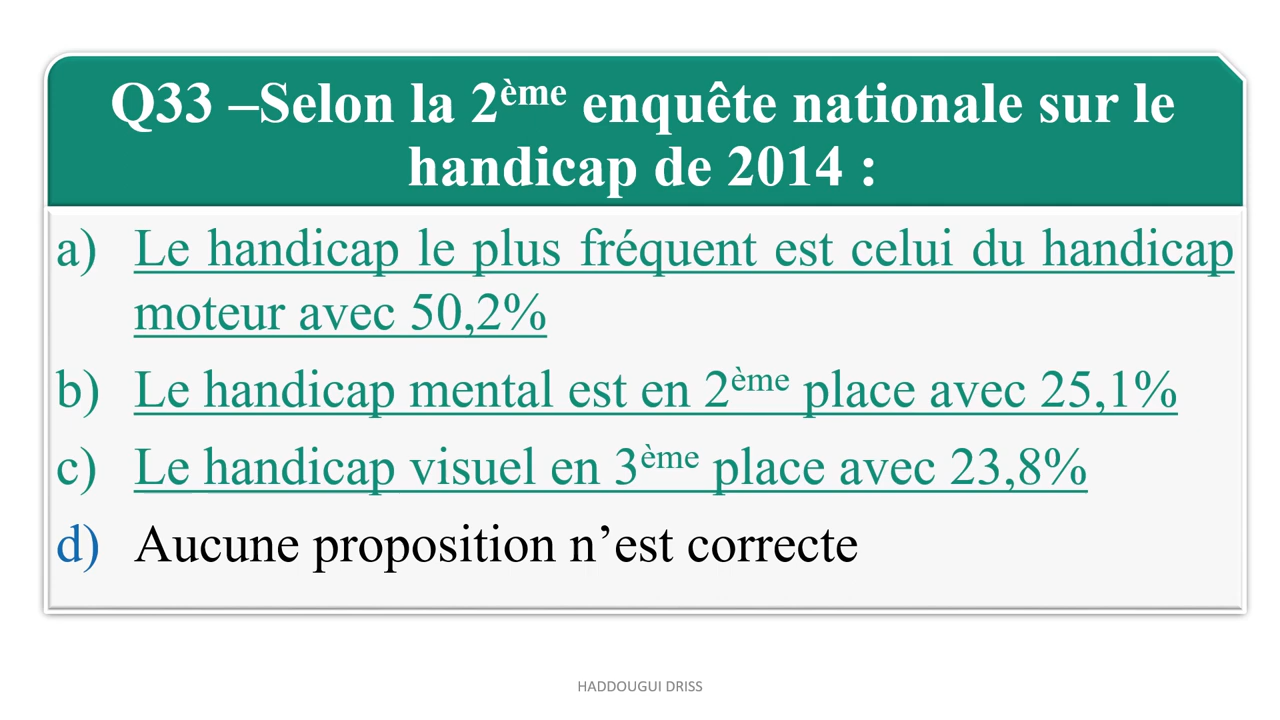 Q33 –Selon la 2ème enquête nationale sur le
handicap de 2014 :
a) Le handicap le plus fréquent est celui du handicap
moteur avec 50,2%
b) Le handicap mental est en 2ème place avec 25,1%
c) Le handicap visuel en 3ème place avec 23,8%
d) Aucune proposition n’est correcte
HADDOUGUI DRISS